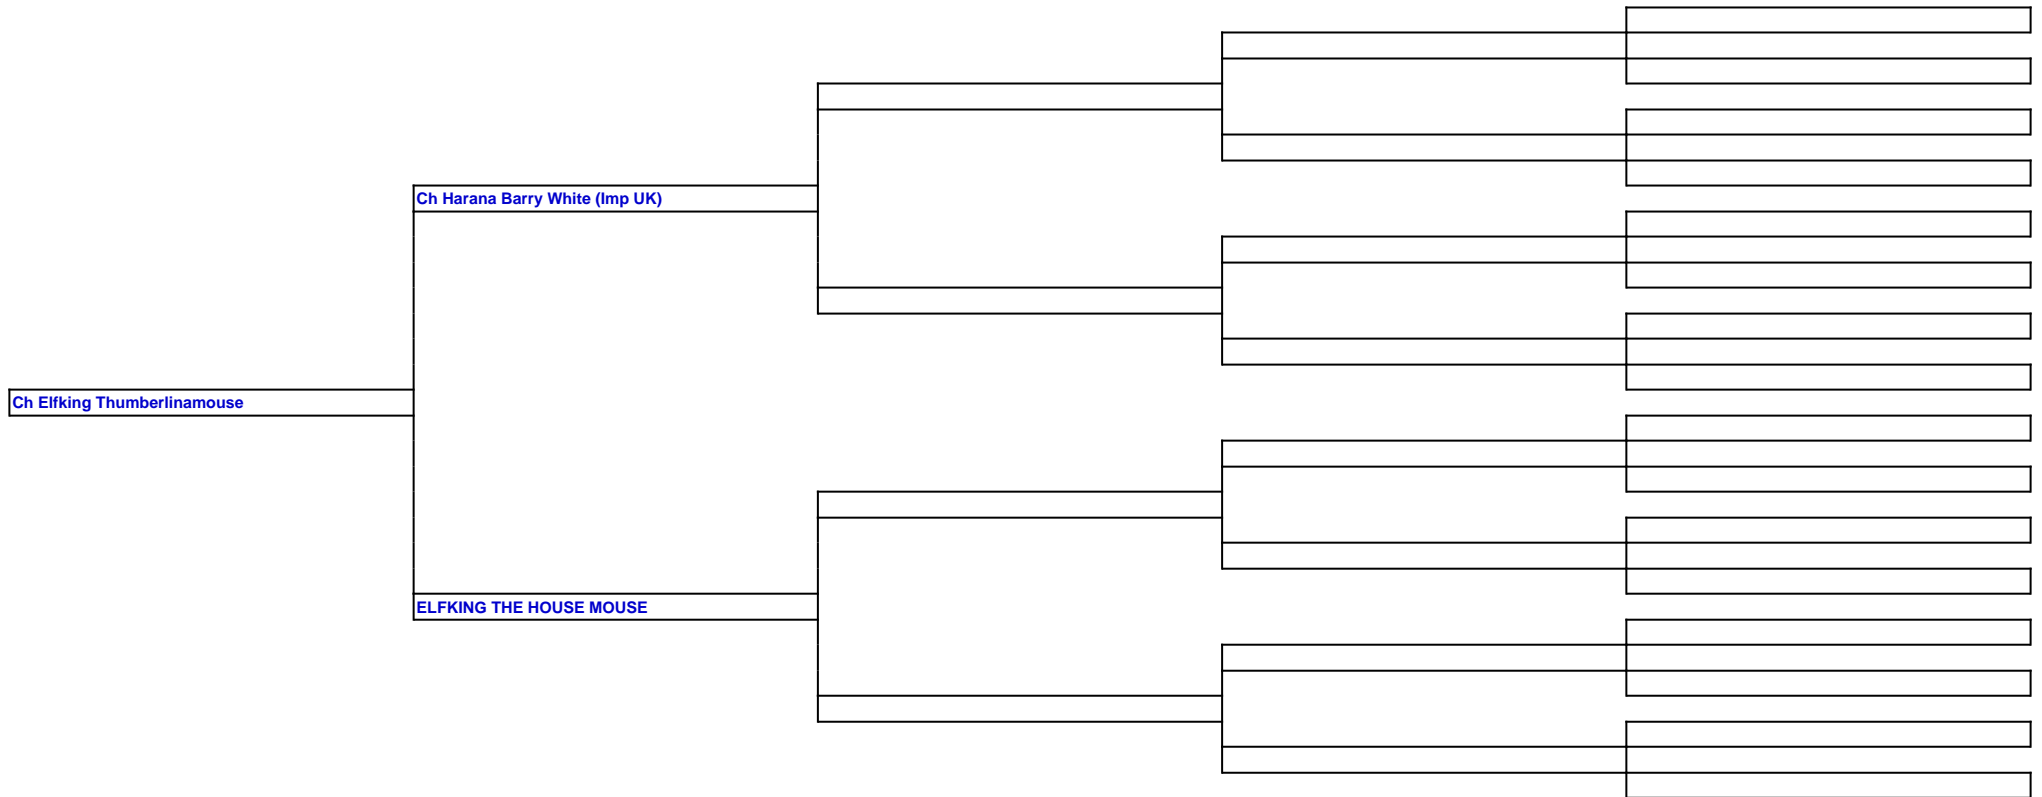 Ch Harana Barry White (Imp UK)
Ch Elfking Thumberlinamouse
ELFKING THE HOUSE MOUSE